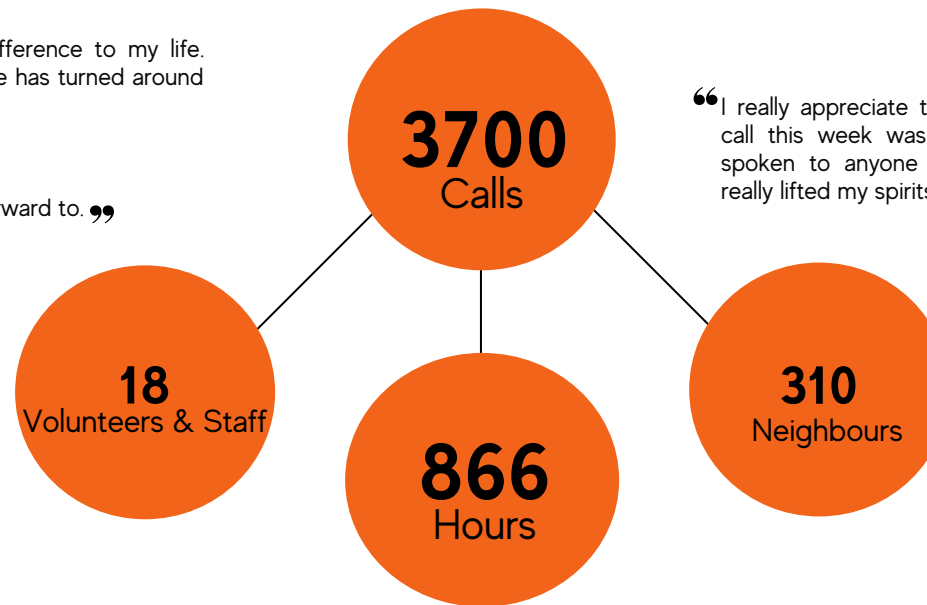 fference to my life.
has turned around
rward to. ”
3700
Calls
“ I really appreciate t
call this week was
spoken to anyone
really lifted my spirits
18
Volunteers & Staff
866
Hours
310
Neighbours